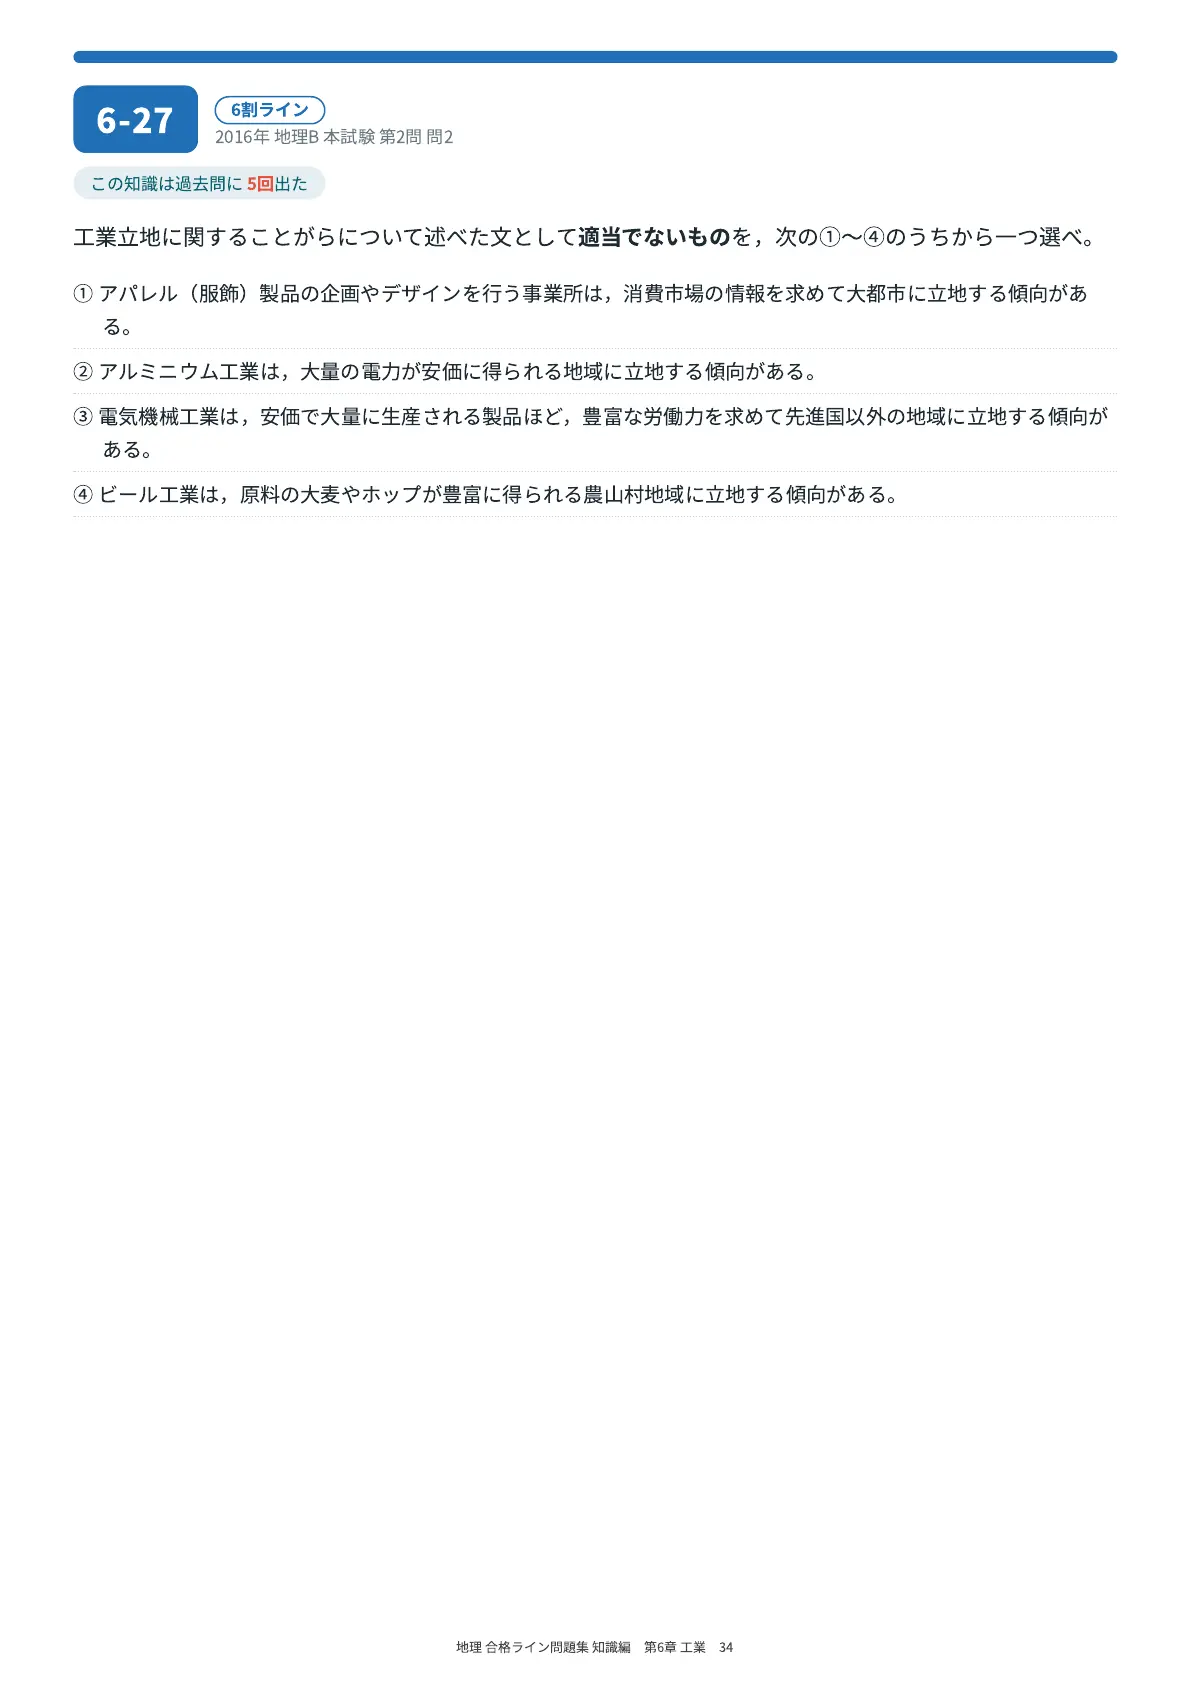 6-27
6割ライン
2016年 地理B 本試験 第2問 問2
この知識は過去問に 5回出た
工業立地に関することがらについて述べた文として適当でないものを，次の①～④のうちから一つ選べ。
① アパレル（服飾）製品の企画やデザインを行う事業所は，消費市場の情報を求めて大都市に立地する傾向があ
る。
② アルミニウム工業は，大量の電力が安価に得られる地域に立地する傾向がある。
③ 電気機械工業は，安価で大量に生産される製品ほど，豊富な労働力を求めて先進国以外の地域に立地する傾向が
ある。
④ ビール工業は，原料の大麦やホップが豊富に得られる農山村地域に立地する傾向がある。
地理 合格ライン問題集 知識編　第6章 工業　34